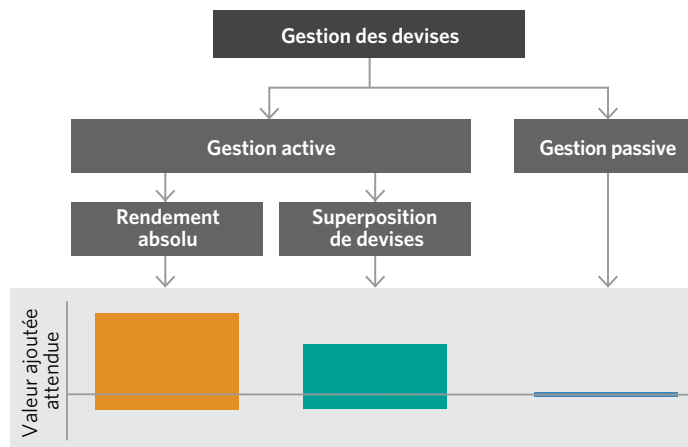 Gestion des devises
Gestion active
Gestion passive
Rendement
absolu
Superposition
de devises
Valeur ajoutée
attendue